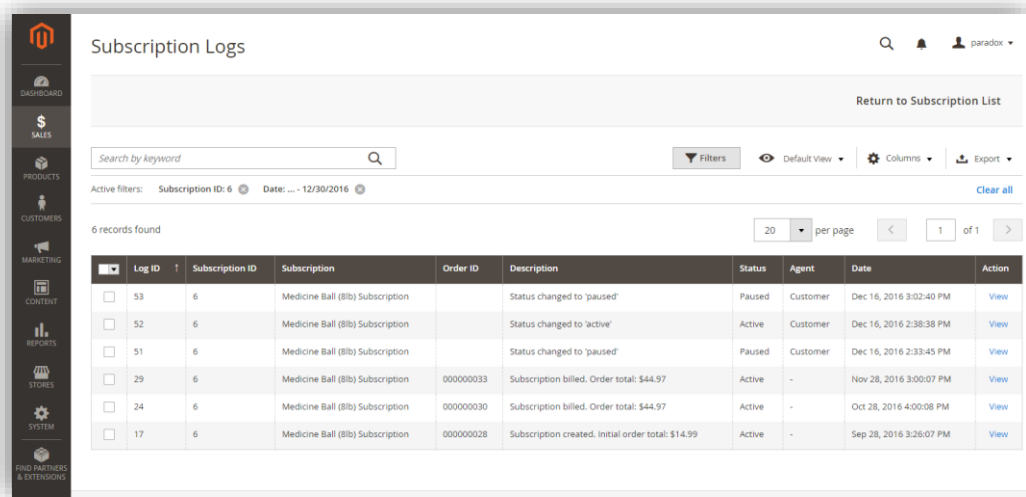 Subscription Logs
paradox
DASHBOARD
SALES
PRODUCTS
CUSTOMERS
MARKETING
CONTENT
REPORTS
STORES
SYSTEM
FIND PARTNERS
& EXTENSIONS
Return to Subscription List
Search by keyword
Filters Default View Columns Export
Active filters: Subscription ID: 6 Date: ... - 12/30/2016 Clear all
6 records found 20 per page 1 of 1
Log ID ↑ Subscription ID Subscription Order ID Description Status Agent Date Action
53 6 Medicine Ball (8lb) Subscription Status changed to 'paused' Paused Customer Dec 16, 2016 3:02:40 PM View
52 6 Medicine Ball (8lb) Subscription Status changed to 'active' Active Customer Dec 16, 2016 2:38:38 PM View
51 6 Medicine Ball (8lb) Subscription Status changed to 'paused' Paused Customer Dec 16, 2016 2:33:45 PM View
29 6 Medicine Ball (8lb) Subscription 000000033 Subscription billed. Order total: $44.97 Active - Nov 28, 2016 3:00:07 PM View
24 6 Medicine Ball (8lb) Subscription 000000030 Subscription billed. Order total: $44.97 Active - Oct 28, 2016 4:00:08 PM View
17 6 Medicine Ball (8lb) Subscription 000000028 Subscription created. Initial order total: $14.99 Active - Sep 28, 2016 3:26:07 PM View